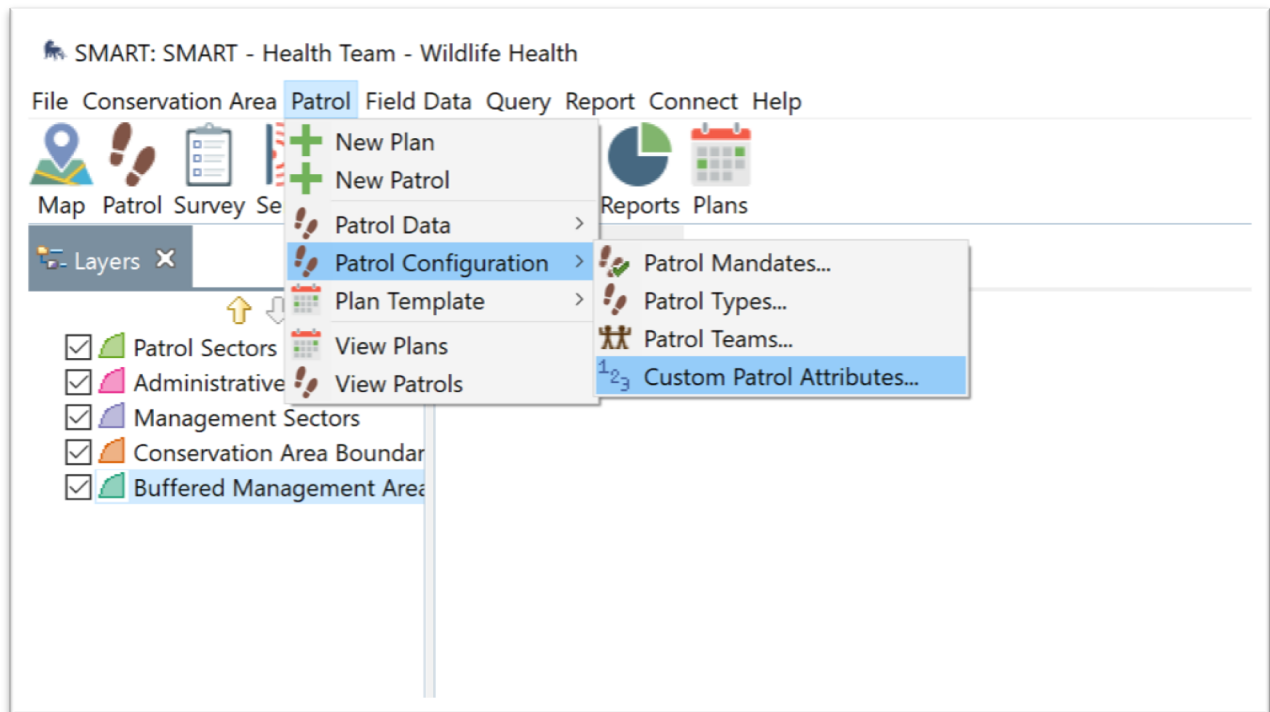 SMART: SMART - Health Team - Wildlife Health
File Conservation Area Patrol Field Data Query Report Connect Help
New Plan
New Patrol
Map Patrol Survey Se Reports Plans
Patrol Data >
Layers
Patrol Configuration >
Patrol Mandates...
Plan Template >
Patrol Types...
Patrol Sectors
View Plans
Patrol Teams...
Administrative
View Patrols
123 Custom Patrol Attributes...
Management Sectors
Conservation Area Boundar
Buffered Management Area